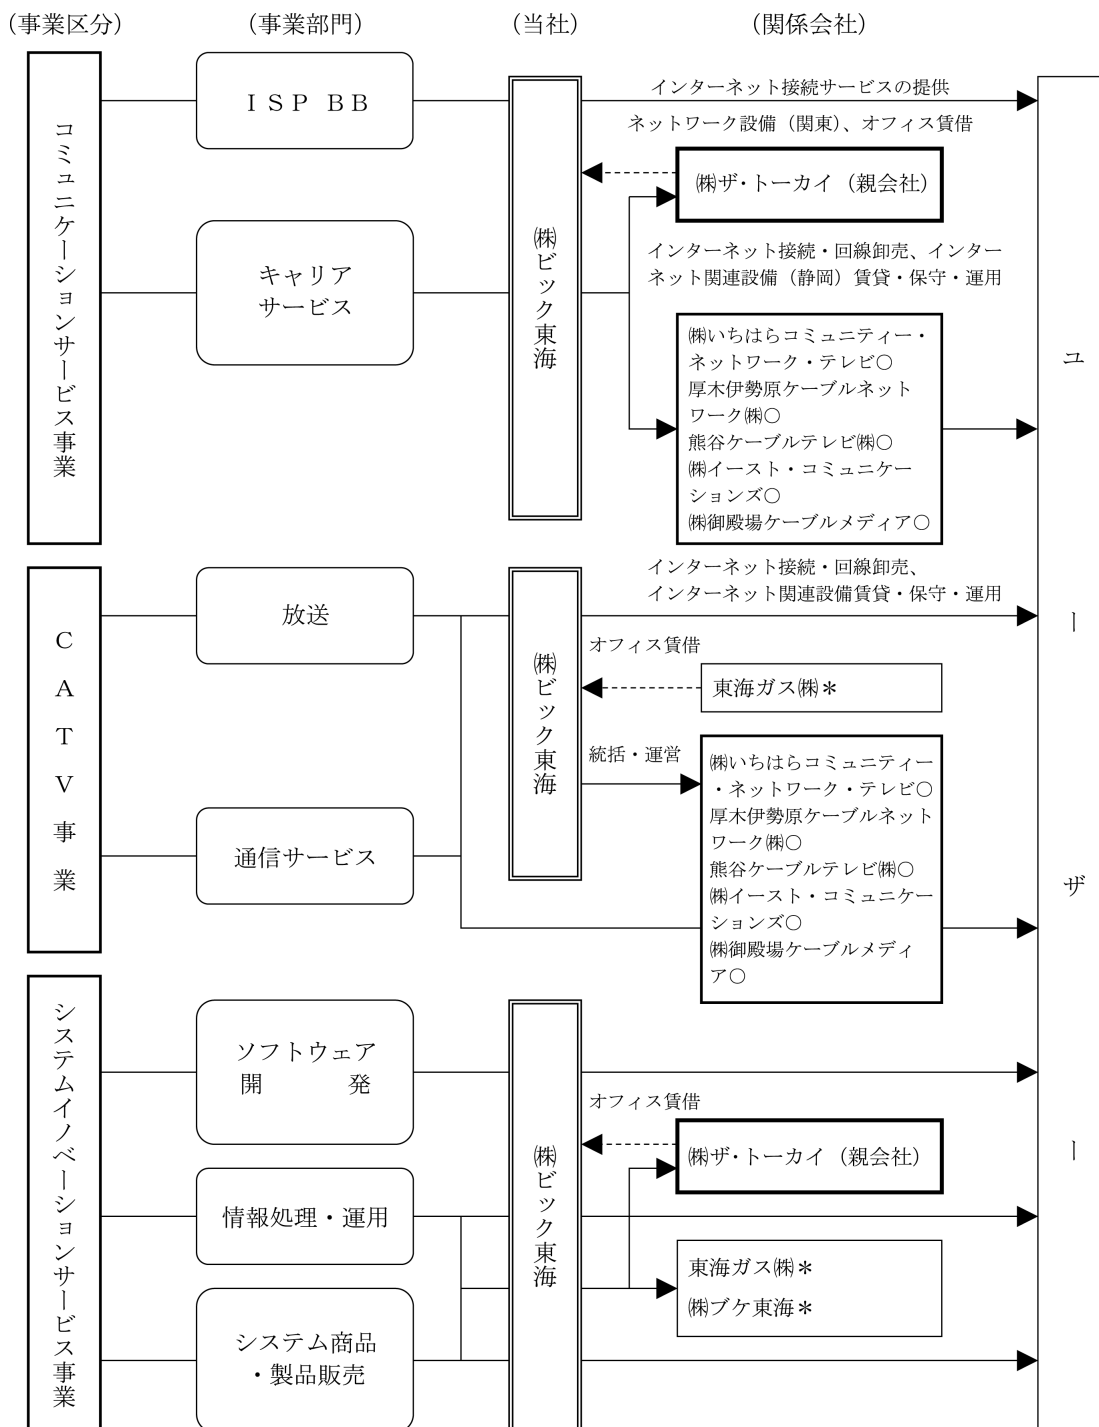 (事業区分)
(事業部門)
(当社)
(関係会社)
コミュニケーションサービス事業
ISP BB
キャリア
サービス
㈱ビック東海
インターネット接続サービスの提供
ネットワーク設備(関東)、オフィス賃借
㈱ザ・トーカイ(親会社)
インターネット接続・回線卸売、インター
ネット関連設備(静岡)賃貸・保守・運用
㈱いちはらコミュニティー・
ネットワーク・テレビ○
厚木伊勢原ケーブルネット
ワーク㈱○
熊谷ケーブルテレビ㈱○
㈱イースト・コミュニケー
ションズ○
㈱御殿場ケーブルメディア○
CATV事業
放送
通信サービス
㈱ビック東海
インターネット接続・回線卸売、
インターネット関連設備賃貸・保守・運用
オフィス賃借
東海ガス㈱*
統括・運営
㈱いちはらコミュニティー
・ネットワーク・テレビ○
厚木伊勢原ケーブルネット
ワーク㈱○
熊谷ケーブルテレビ㈱○
㈱イースト・コミュニケー
ションズ○
㈱御殿場ケーブルメディ
ア○
システムイノベーションサービス事業
ソフトウェア
開 発
情報処理・運用
システム商品
・製品販売
㈱ビック東海
オフィス賃借
㈱ザ・トーカイ(親会社)
東海ガス㈱*
㈱ブケ東海*
ユーザー